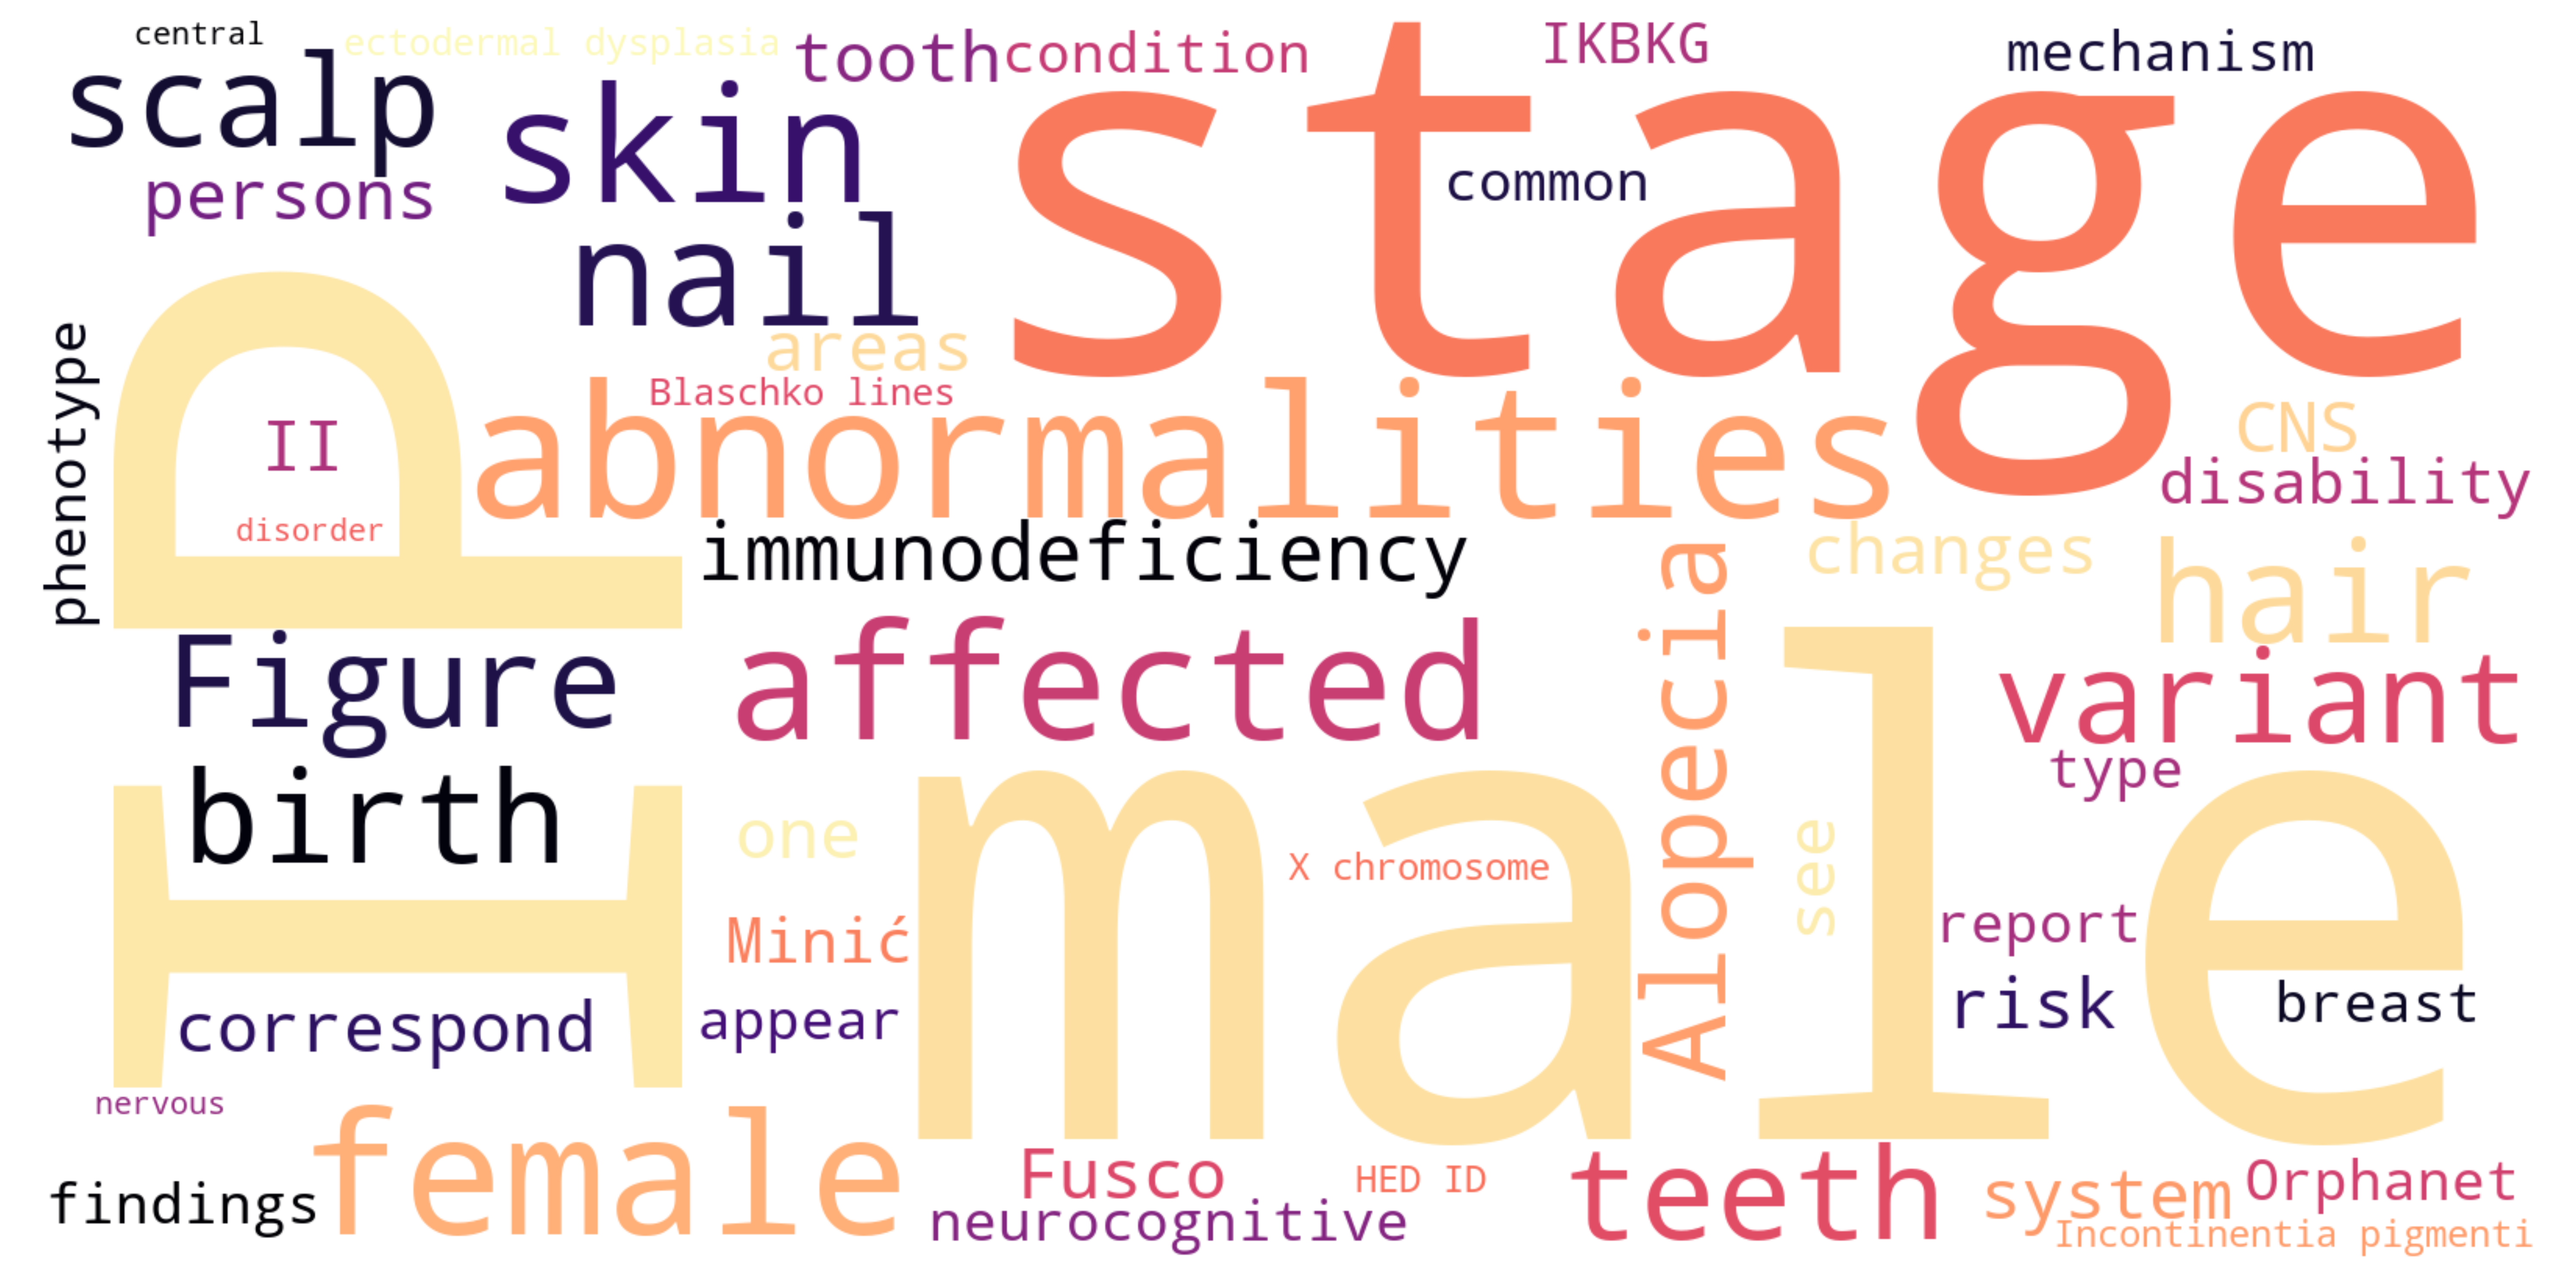 central
ectodermal dysplasia
tooth
condition
IKBKG
mechanism
scalp
skin
stage
common
persons
nail
areas
phenotype
IP
II
disorder
Blaschko lines
abnormalities
CNS
disability
immunodeficiency
changes
hair
Alopecia
Figure
affected
variant
type
birth
male
one
X chromosome
see
Minić
report
correspond
appear
risk
breast
nervous
female
findings
Fusco
HED ID
neurocognitive
teeth
system
Orphanet
Incontinentia pigmenti